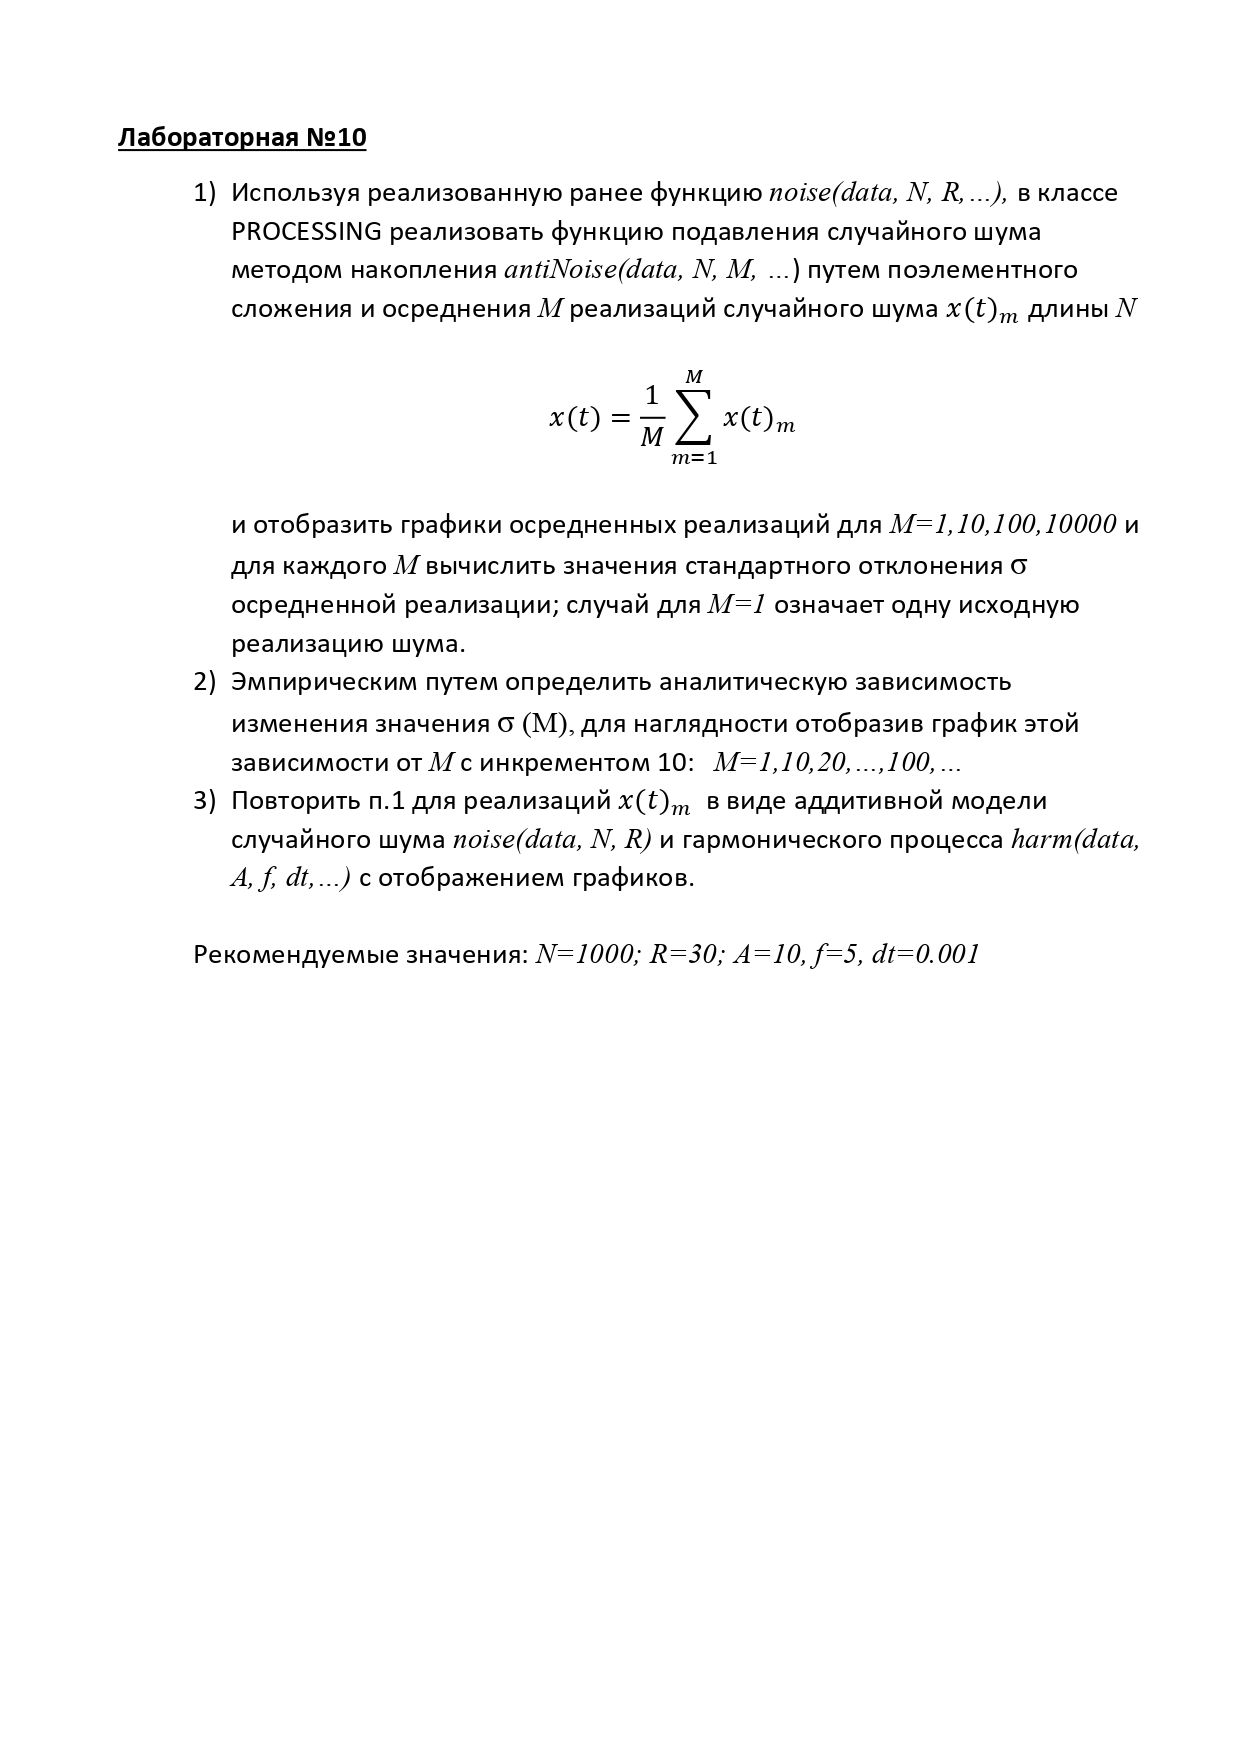 Лабораторная №10
1) Используя реализованную ранее функцию noise(data, N, R,…), в классе
PROCESSING реализовать функцию подавления случайного шума
методом накопления antiNoise(data, N, M, …) путем поэлементного
сложения и осреднения M реализаций случайного шума x(t)ₘ длины N
x(t) = 1/M ∑_{m=1}^{M} x(t)ₘ
и отобразить графики осредненных реализаций для M=1,10,100,10000 и
для каждого M вычислить значения стандартного отклонения σ
осредненной реализации; случай для M=1 означает одну исходную
реализацию шума.
2) Эмпирическим путем определить аналитическую зависимость
изменения значения σ (M), для наглядности отобразив график этой
зависимости от M с инкрементом 10: M=1,10,20,…,100,…
3) Повторить п.1 для реализаций x(t)ₘ в виде аддитивной модели
случайного шума noise(data, N, R) и гармонического процесса harm(data,
A, f, dt,…) с отображением графиков.
Рекомендуемые значения: N=1000; R=30; A=10, f=5, dt=0.001